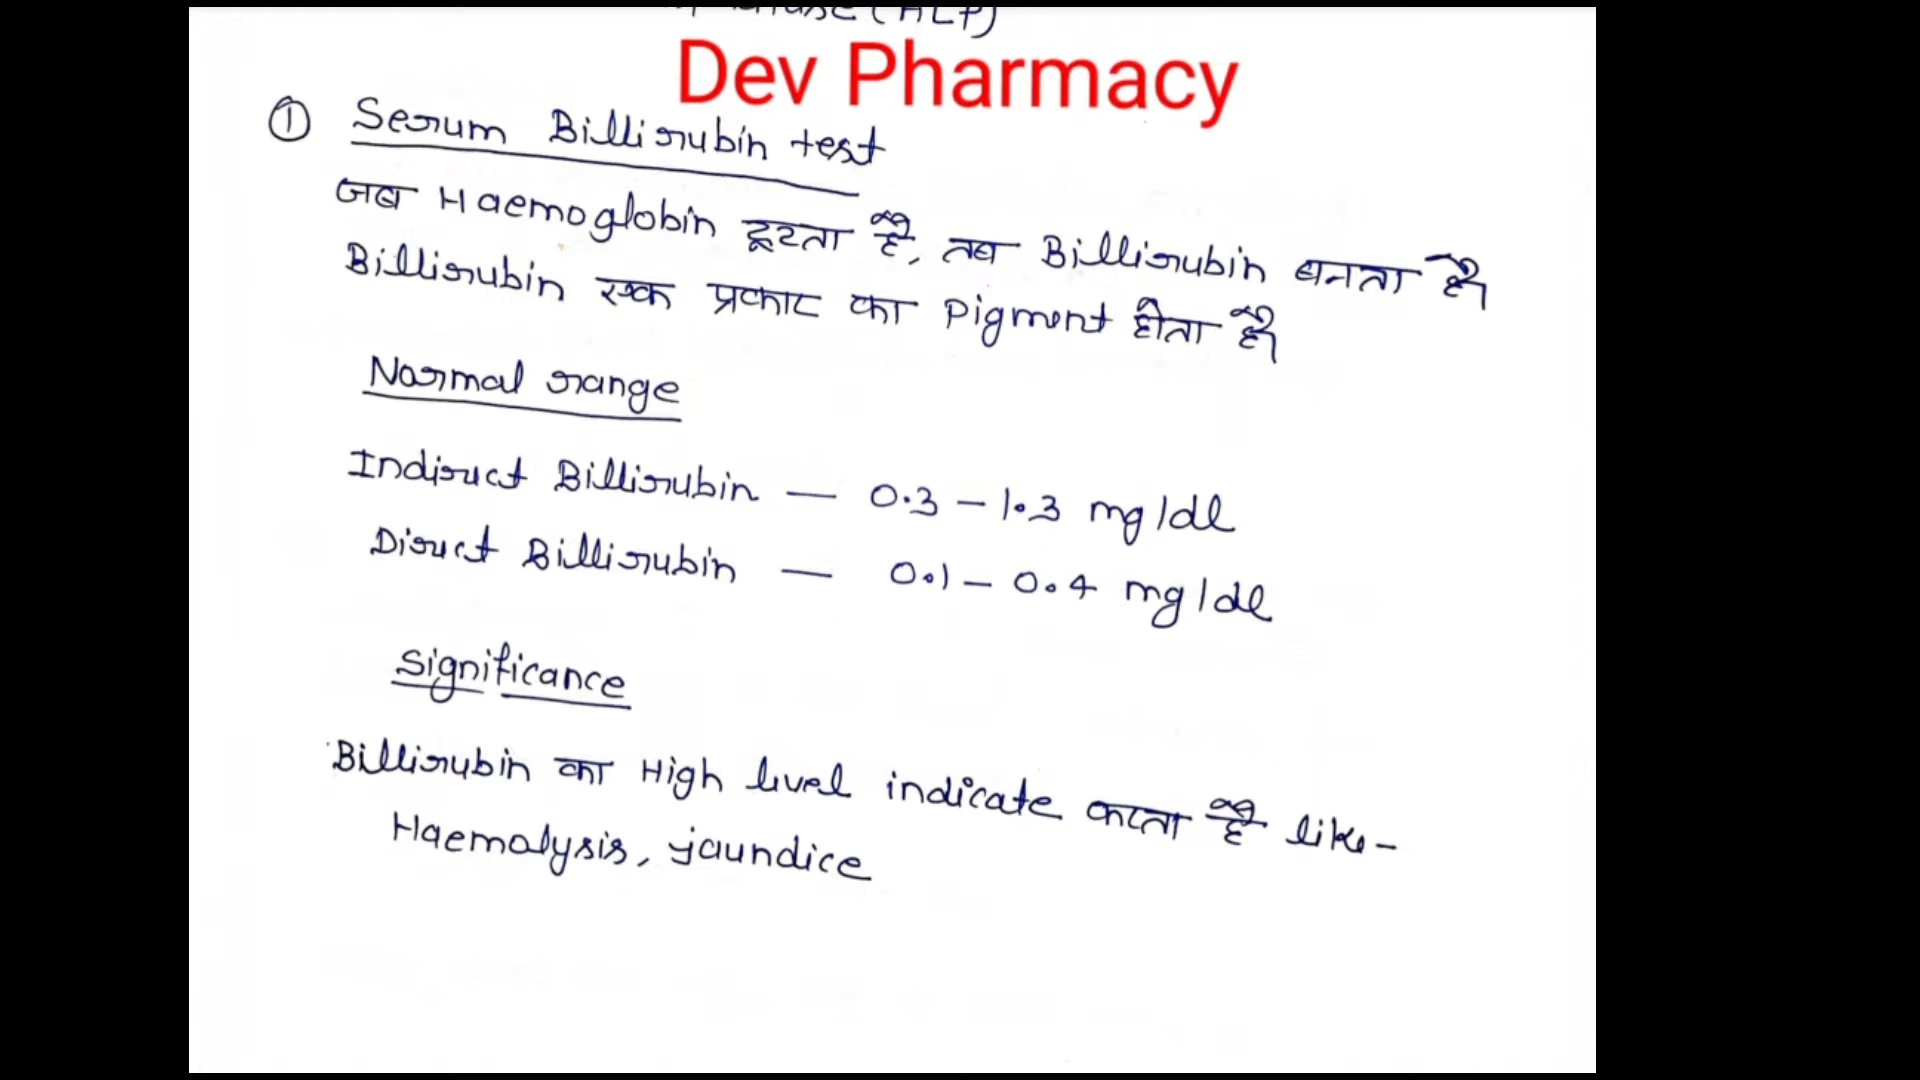 (ALP)
Dev Pharmacy
① Serum Billirubin test
जब Haemoglobin टूटता है, तब Billirubin बनता है।
Billirubin एक प्रकार का Pigment होता है।
Normal range
Indirect Billirubin — 0.3 – 1.3 mg/dl
Direct Billirubin — 0.1 – 0.4 mg/dl
Significance
Billirubin का High level indicate करता है like-
Haemolysis, jaundice